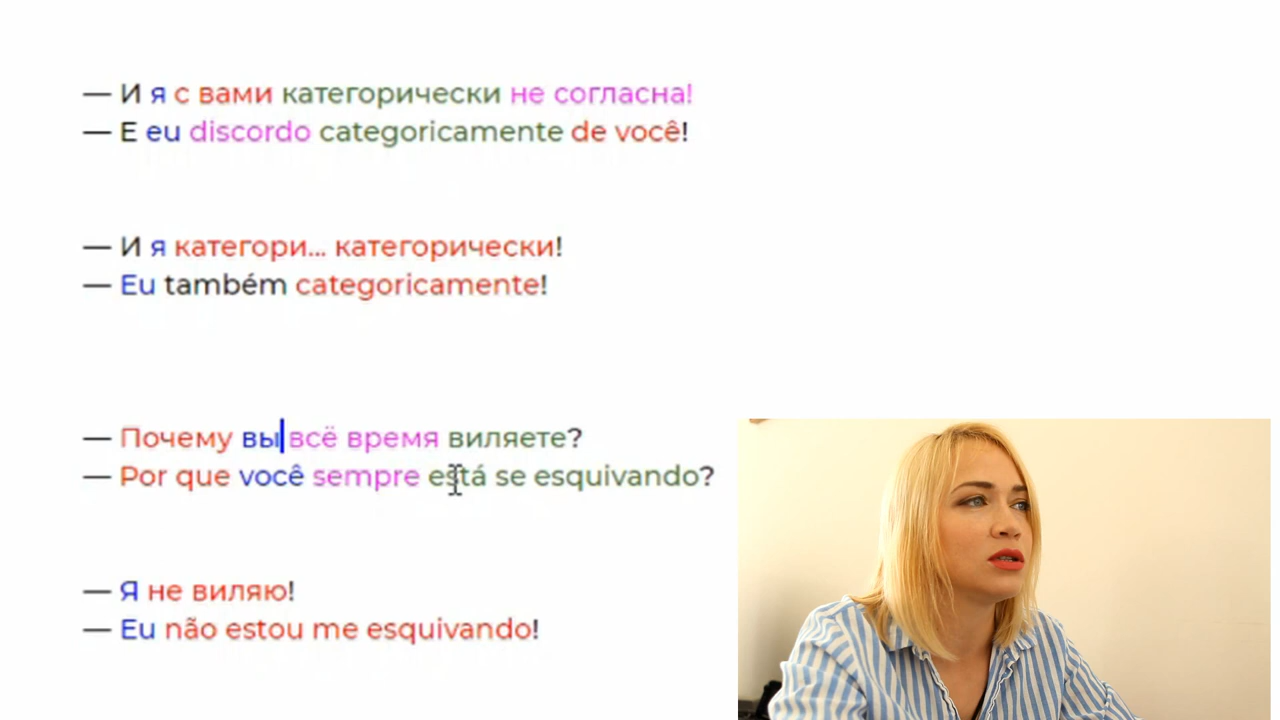 — И я с вами категорически не согласна!
— E eu discordo categoricamente de você!
— И я категори... категорически!
— Eu também categoricamente!
— Почему вы всё время виляете?
— Por que você sempre está se esquivando?
— Я не виляю!
— Eu não estou me esquivando!